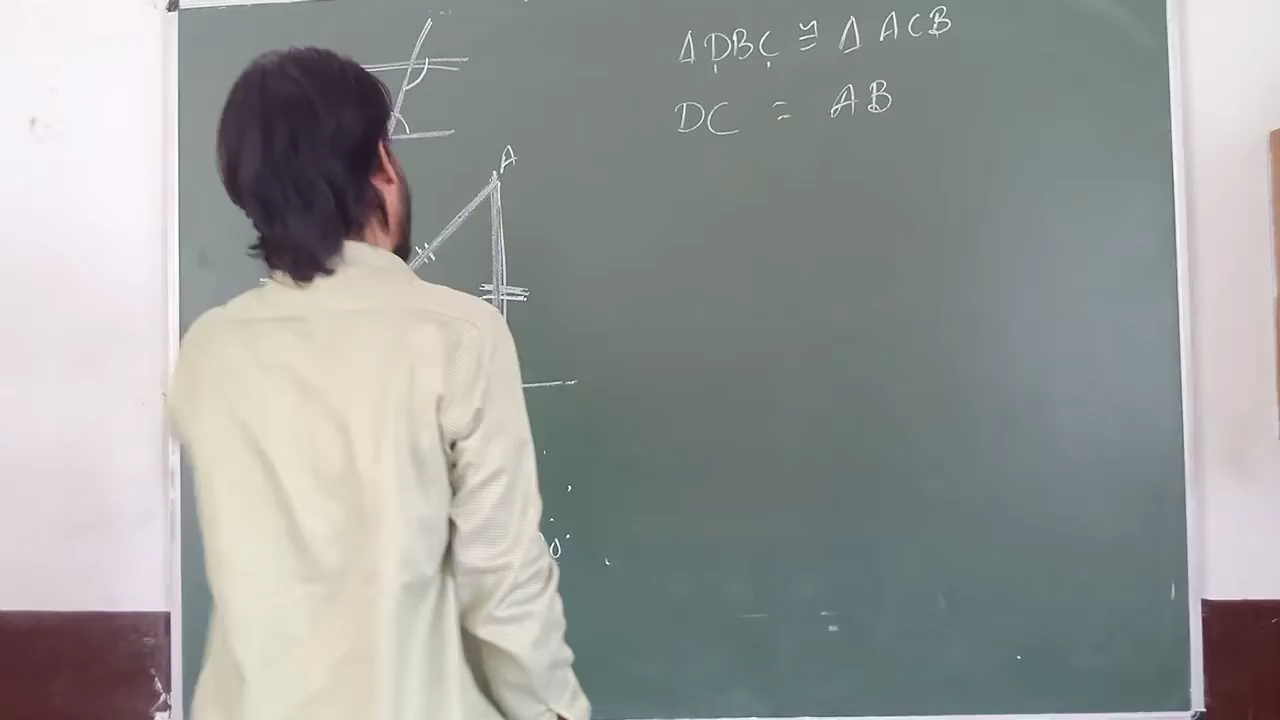 Δ DBC ≅ Δ ACB
DC = AB
A